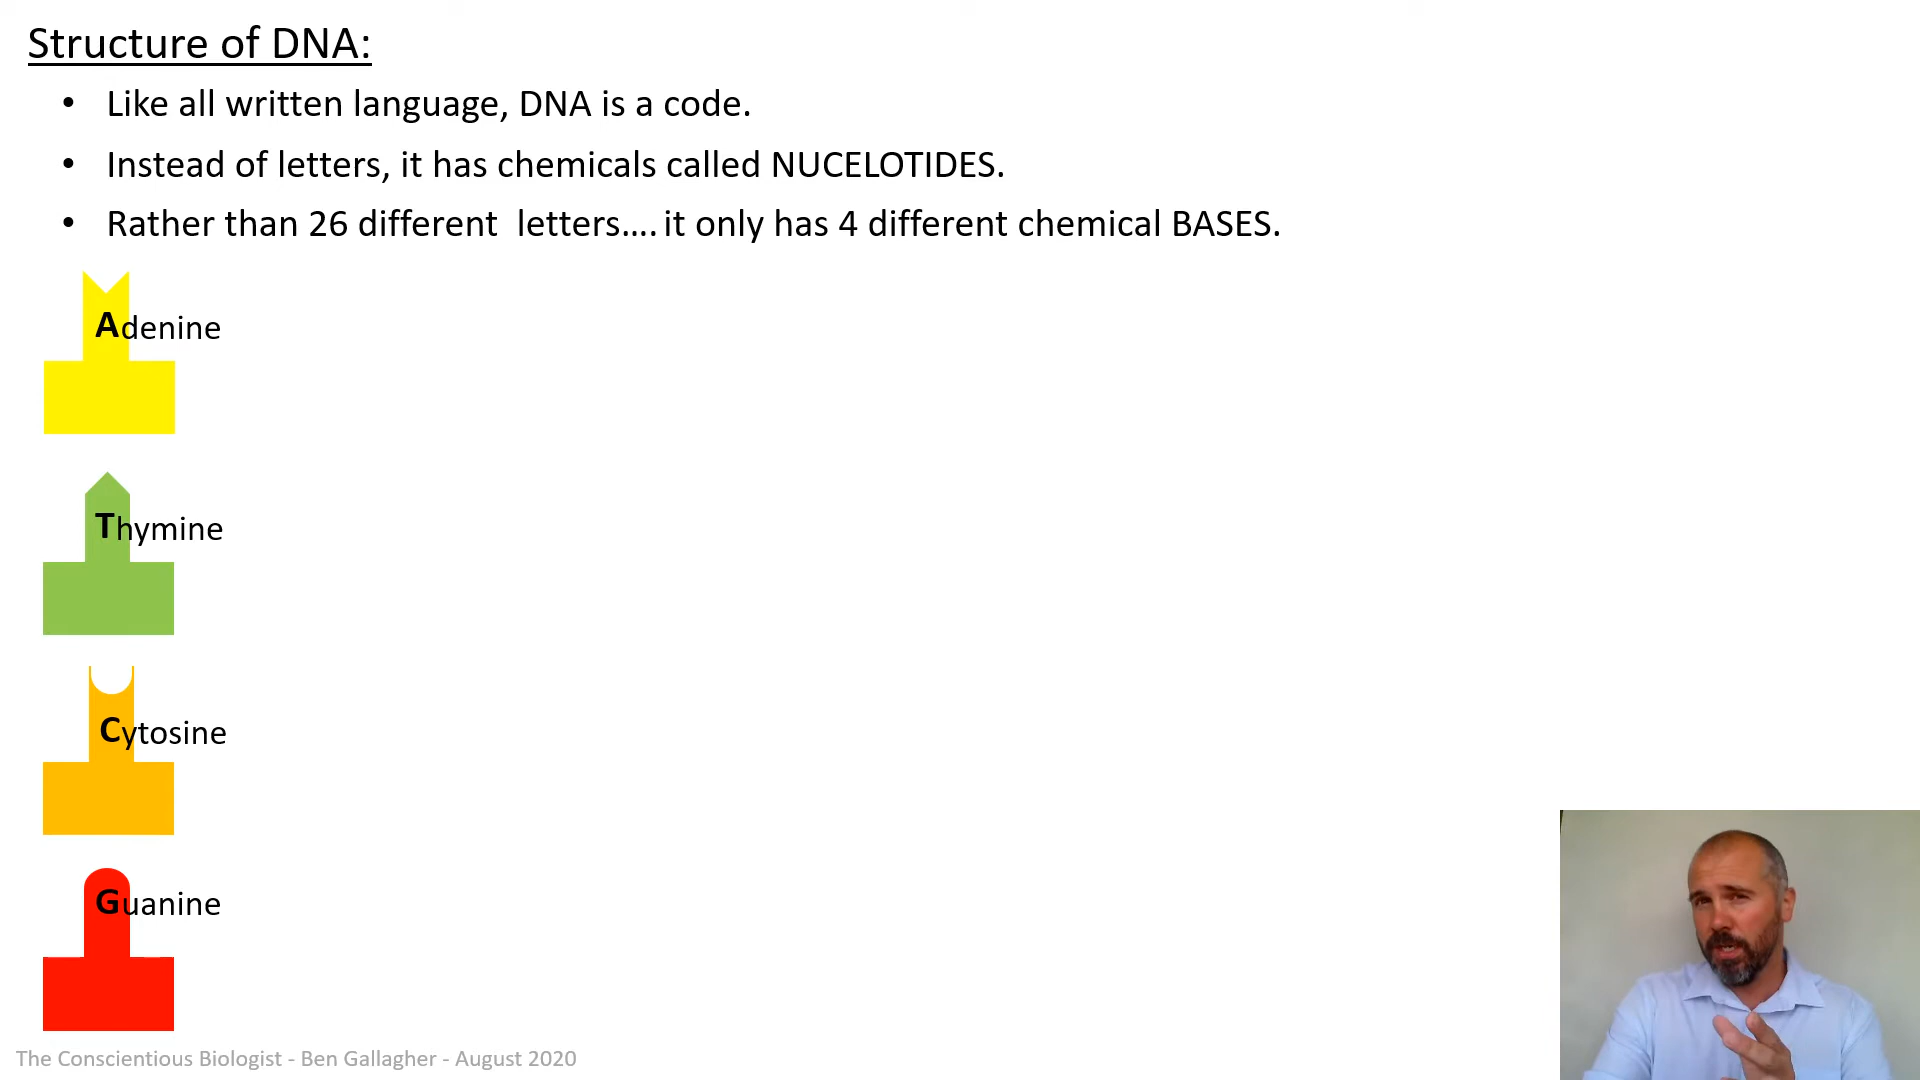 Structure of DNA:
• Like all written language, DNA is a code.
• Instead of letters, it has chemicals called NUCELOTIDES.
• Rather than 26 different  letters.... it only has 4 different chemical BASES.
Adenine
Thymine
Cytosine
Guanine
The Conscientious Biologist - Ben Gallagher - August 2020